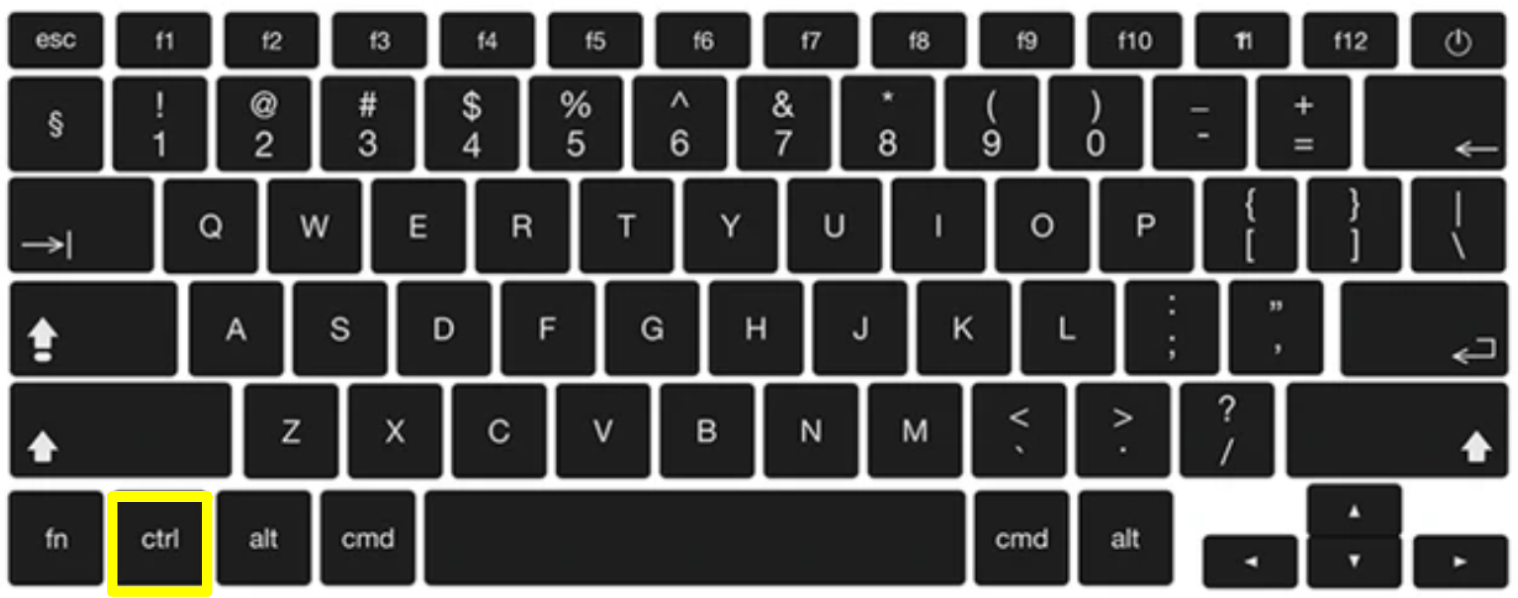 esc f1 f2 f3 f4 f5 f6 f7 f8 f9 f10 f11 f12
! @ # $ % ^ & * ( ) _ +
§ 1 2 3 4 5 6 7 8 9 0 - =
Q W E R T Y U I O P { } |
[ ] \
A S D F G H J K L : ”
; ,
Z X C V B N M < > ?
` . /
fn ctrl alt cmd cmd alt